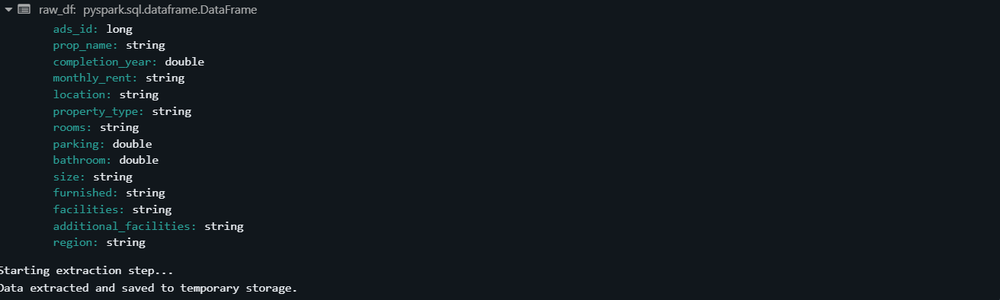 raw_df: pyspark.sql.dataframe.DataFrame
ads_id: long
prop_name: string
completion_year: double
monthly_rent: string
location: string
property_type: string
rooms: string
parking: double
bathroom: double
size: string
furnished: string
facilities: string
additional_facilities: string
region: string
Starting extraction step...
Data extracted and saved to temporary storage.